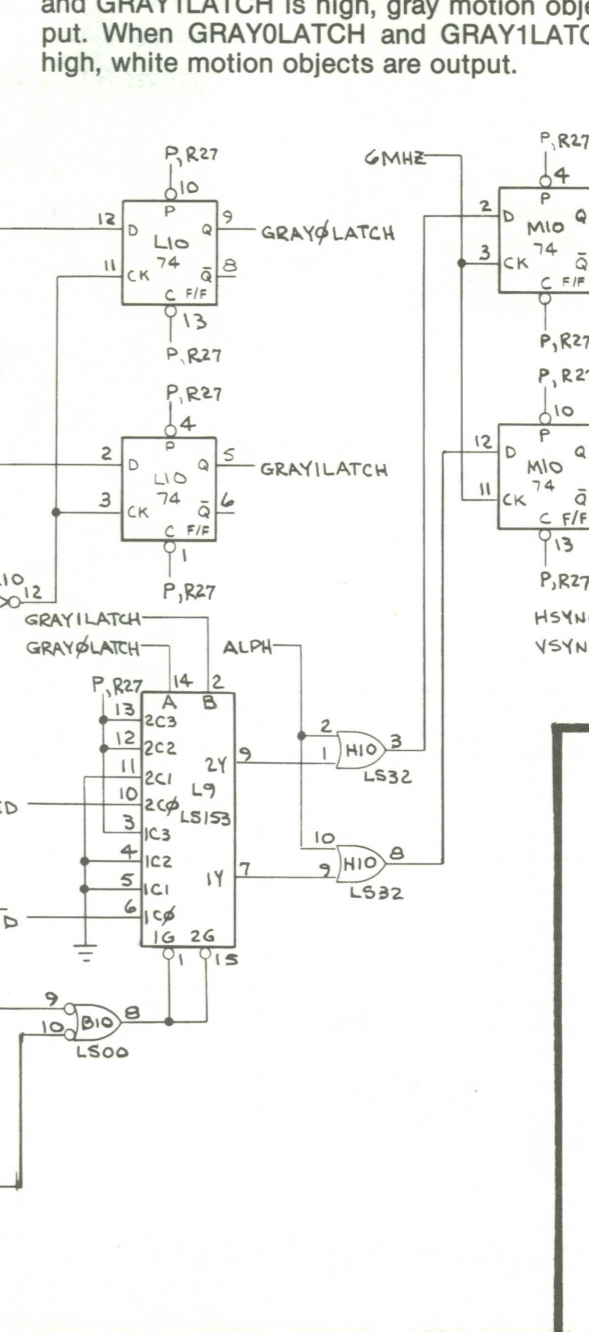 and GRAY1LATCH is high, gray motion obje
put. When GRAY0LATCH and GRAY1LATC
high, white motion objects are output.
P,R27
10
12 D P Q 9 GRAYØLATCH
L10
74
11 CK Q̄ 8
C F/F
13
P,R27
P,R27
4
2 D P Q 5 GRAY1LATCH
L10
74
3 CK Q̄ 6
C F/F
1
P,R27
6MHZ
P,R27
4
2 D P Q
M10
74
3 CK Q̄
C F/F
P,R27
P,R27
10
12 D P Q
M10
74
11 CK Q̄
C F/F
13
P,R27
HSYN
VSYN
10
12
GRAY1LATCH
GRAYØLATCH
ALPH
P,R27
14 2
A B
13 2C3
12 2C2
11 2C1
10 2CØ
3 1C3
4 1C2
5 1C1
6 1CØ
2Y 9
L9
LS153
1Y 7
1G 2G
1 15
2
1 H10 3
LS32
10
9 H10 8
LS32
D
D
9
10 B10 8
LS00